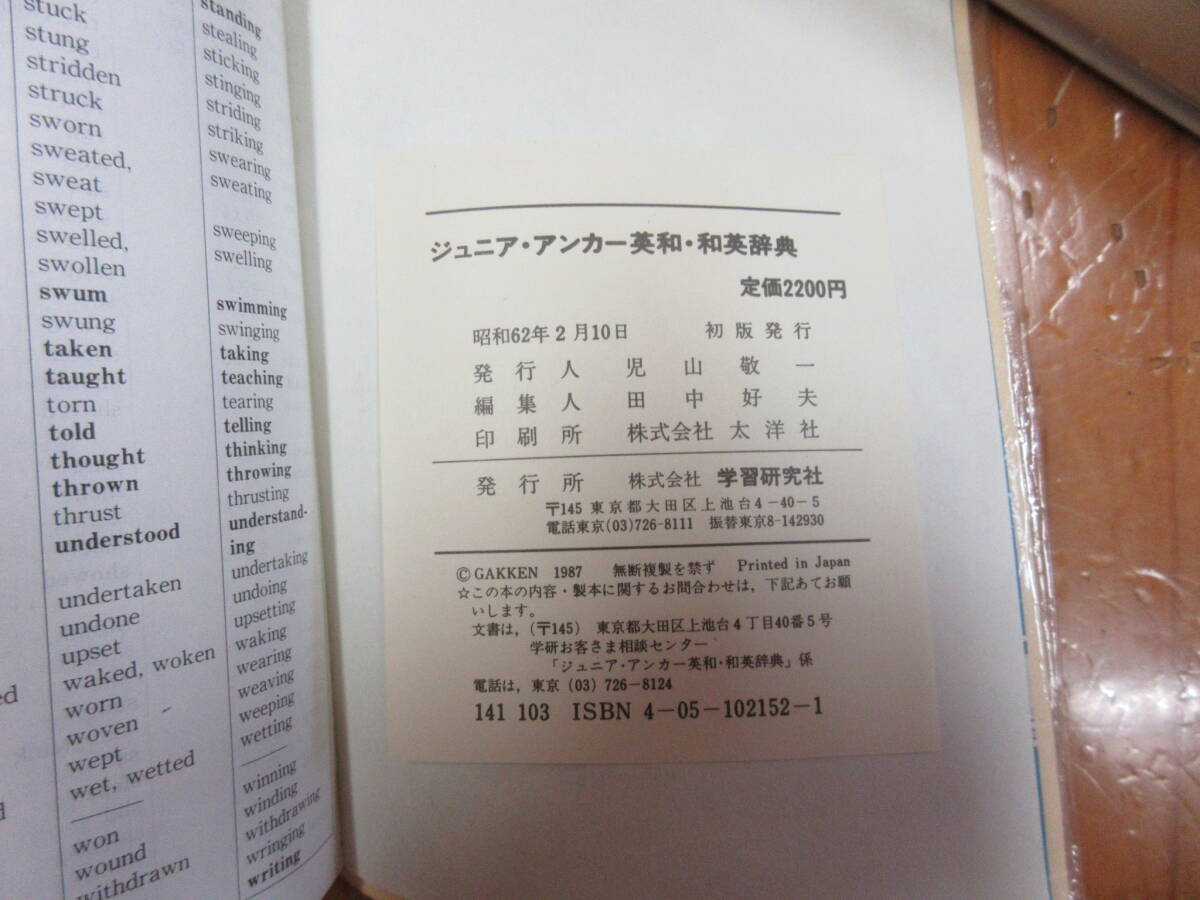 stuck
stung
stridden
struck
sworn
sweated,
sweat
swept
swelled,
swollen
swum
swung
taken
taught
torn
told
thought
thrown
thrust
understood
undertaken
undone
upset
waked, woken
worn
woven
wept
wet, wetted
won
wound
withdrawn
standing
stealing
sticking
stinging
striding
striking
swearing
sweating
sweeping
swelling
swimming
swinging
taking
teaching
tearing
telling
thinking
throwing
thrusting
understand-
ing
undertaking
undoing
upsetting
waking
wearing
weaving
weeping
wetting
winning
winding
withdrawing
wringing
writing
ジュニア・アンカー英和・和英辞典
定価2200円
昭和62年2月10日 初版発行
発行人 児山敬一
編集人 田中好夫
印刷所 株式会社 太洋社
発行所 株式会社 学習研究社
〒145 東京都大田区上池台4-40-5
電話東京(03)726-8111 振替東京8-142930
©GAKKEN 1987 無断複製を禁ず Printed in Japan
☆この本の内容・製本に関するお問合わせは,下記あてお願
いします。
文書は,(〒145) 東京都大田区上池台4丁目40番5号
学研お客さま相談センター
「ジュニア・アンカー英和・和英辞典」係
電話は,東京(03)726-8124
141 103 ISBN 4-05-102152-1